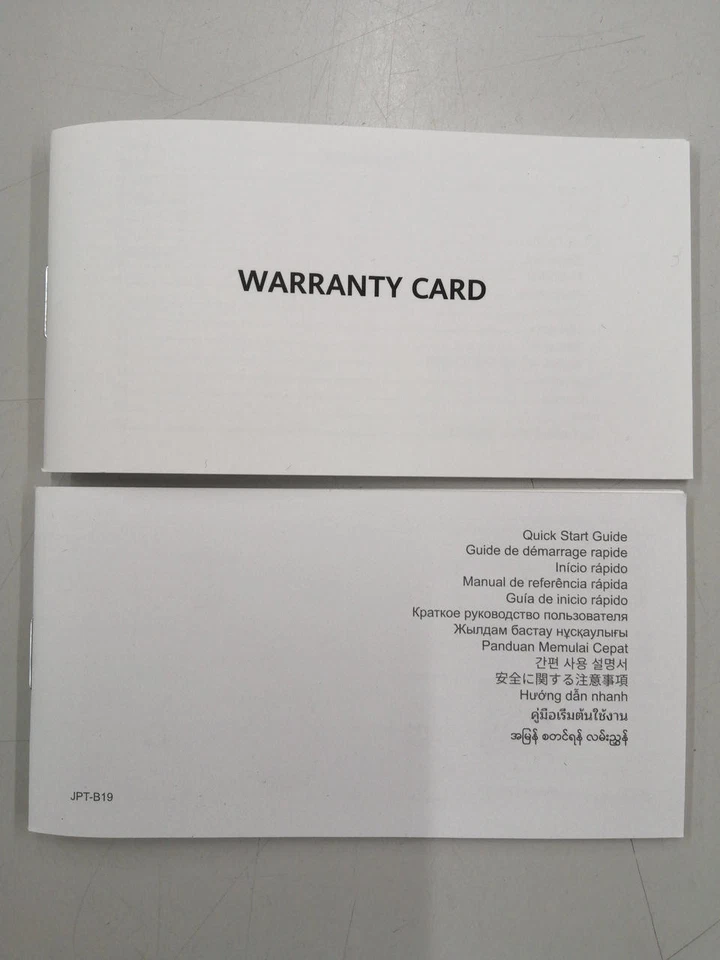 WARRANTY CARD
Quick Start Guide
Guide de démarrage rapide
Início rápido
Manual de referência rápida
Guía de inicio rápido
Краткое руководство пользователя
Жылдам бастау нұсқаулығы
Panduan Memulai Cepat
간편 사용 설명서
安全に関する注意事項
Hướng dẫn nhanh
คู่มือเริ่มต้นใช้งาน
အမြန် စတင်ရန် လမ်းညွှန်
JPT-B19